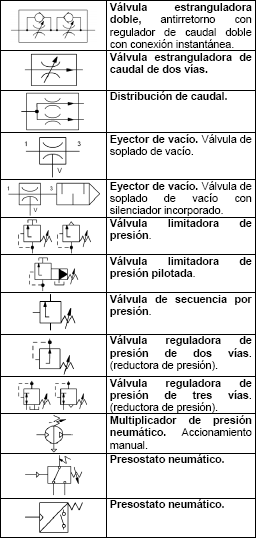 Válvula estranguladora
doble, antirretorno con
regulador de caudal doble
con conexión instantánea.
Válvula estranguladora de
caudal de dos vías.
Distribución de caudal.
1 3
V
Eyector de vacío. Válvula de
soplado de vacío.
1 3
V
Eyector de vacío. Válvula de
soplado de vacío con
silenciador incorporado.
Válvula limitadora de
presión.
Válvula limitadora de
presión pilotada.
Válvula de secuencia por
presión.
Válvula reguladora de
presión de dos vías.
(reductora de presión).
Válvula reguladora de
presión de tres vías.
(reductora de presión).
Multiplicador de presión
neumático. Accionamiento
manual.
Presostato neumático.
Presostato neumático.